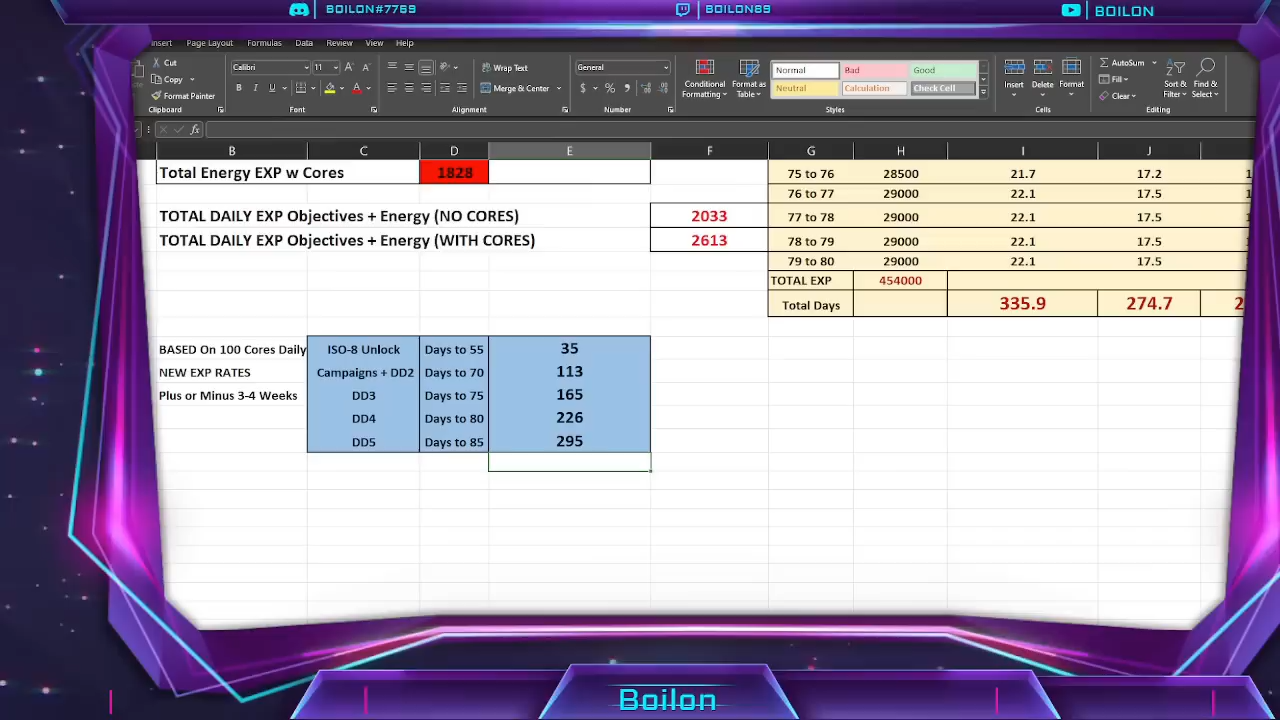 BOILON#7769
BOILON89
BOILON
Insert Page Layout Formulas Data Review View Help
Cut
Copy
Format Painter
Clipboard
Calibri 11
B I U
Font
Wrap Text
Merge & Center
Alignment
General
$ % ,
Number
Conditional Formatting
Format as Table
Normal Bad Good
Neutral Calculation Check Cell
Styles
Insert Delete Format
Cells
AutoSum
Fill
Clear
Sort & Filter
Find & Select
Editing
fx
B C D E F G H I J
Total Energy EXP w Cores 1828
TOTAL DAILY EXP Objectives + Energy (NO CORES) 2033
TOTAL DAILY EXP Objectives + Energy (WITH CORES) 2613
75 to 76 28500 21.7 17.2
76 to 77 29000 22.1 17.5
77 to 78 29000 22.1 17.5
78 to 79 29000 22.1 17.5
79 to 80 29000 22.1 17.5
TOTAL EXP 454000
Total Days 335.9 274.7 2
BASED On 100 Cores Daily ISO-8 Unlock Days to 55 35
NEW EXP RATES Campaigns + DD2 Days to 70 113
Plus or Minus 3-4 Weeks DD3 Days to 75 165
DD4 Days to 80 226
DD5 Days to 85 295
Boilon